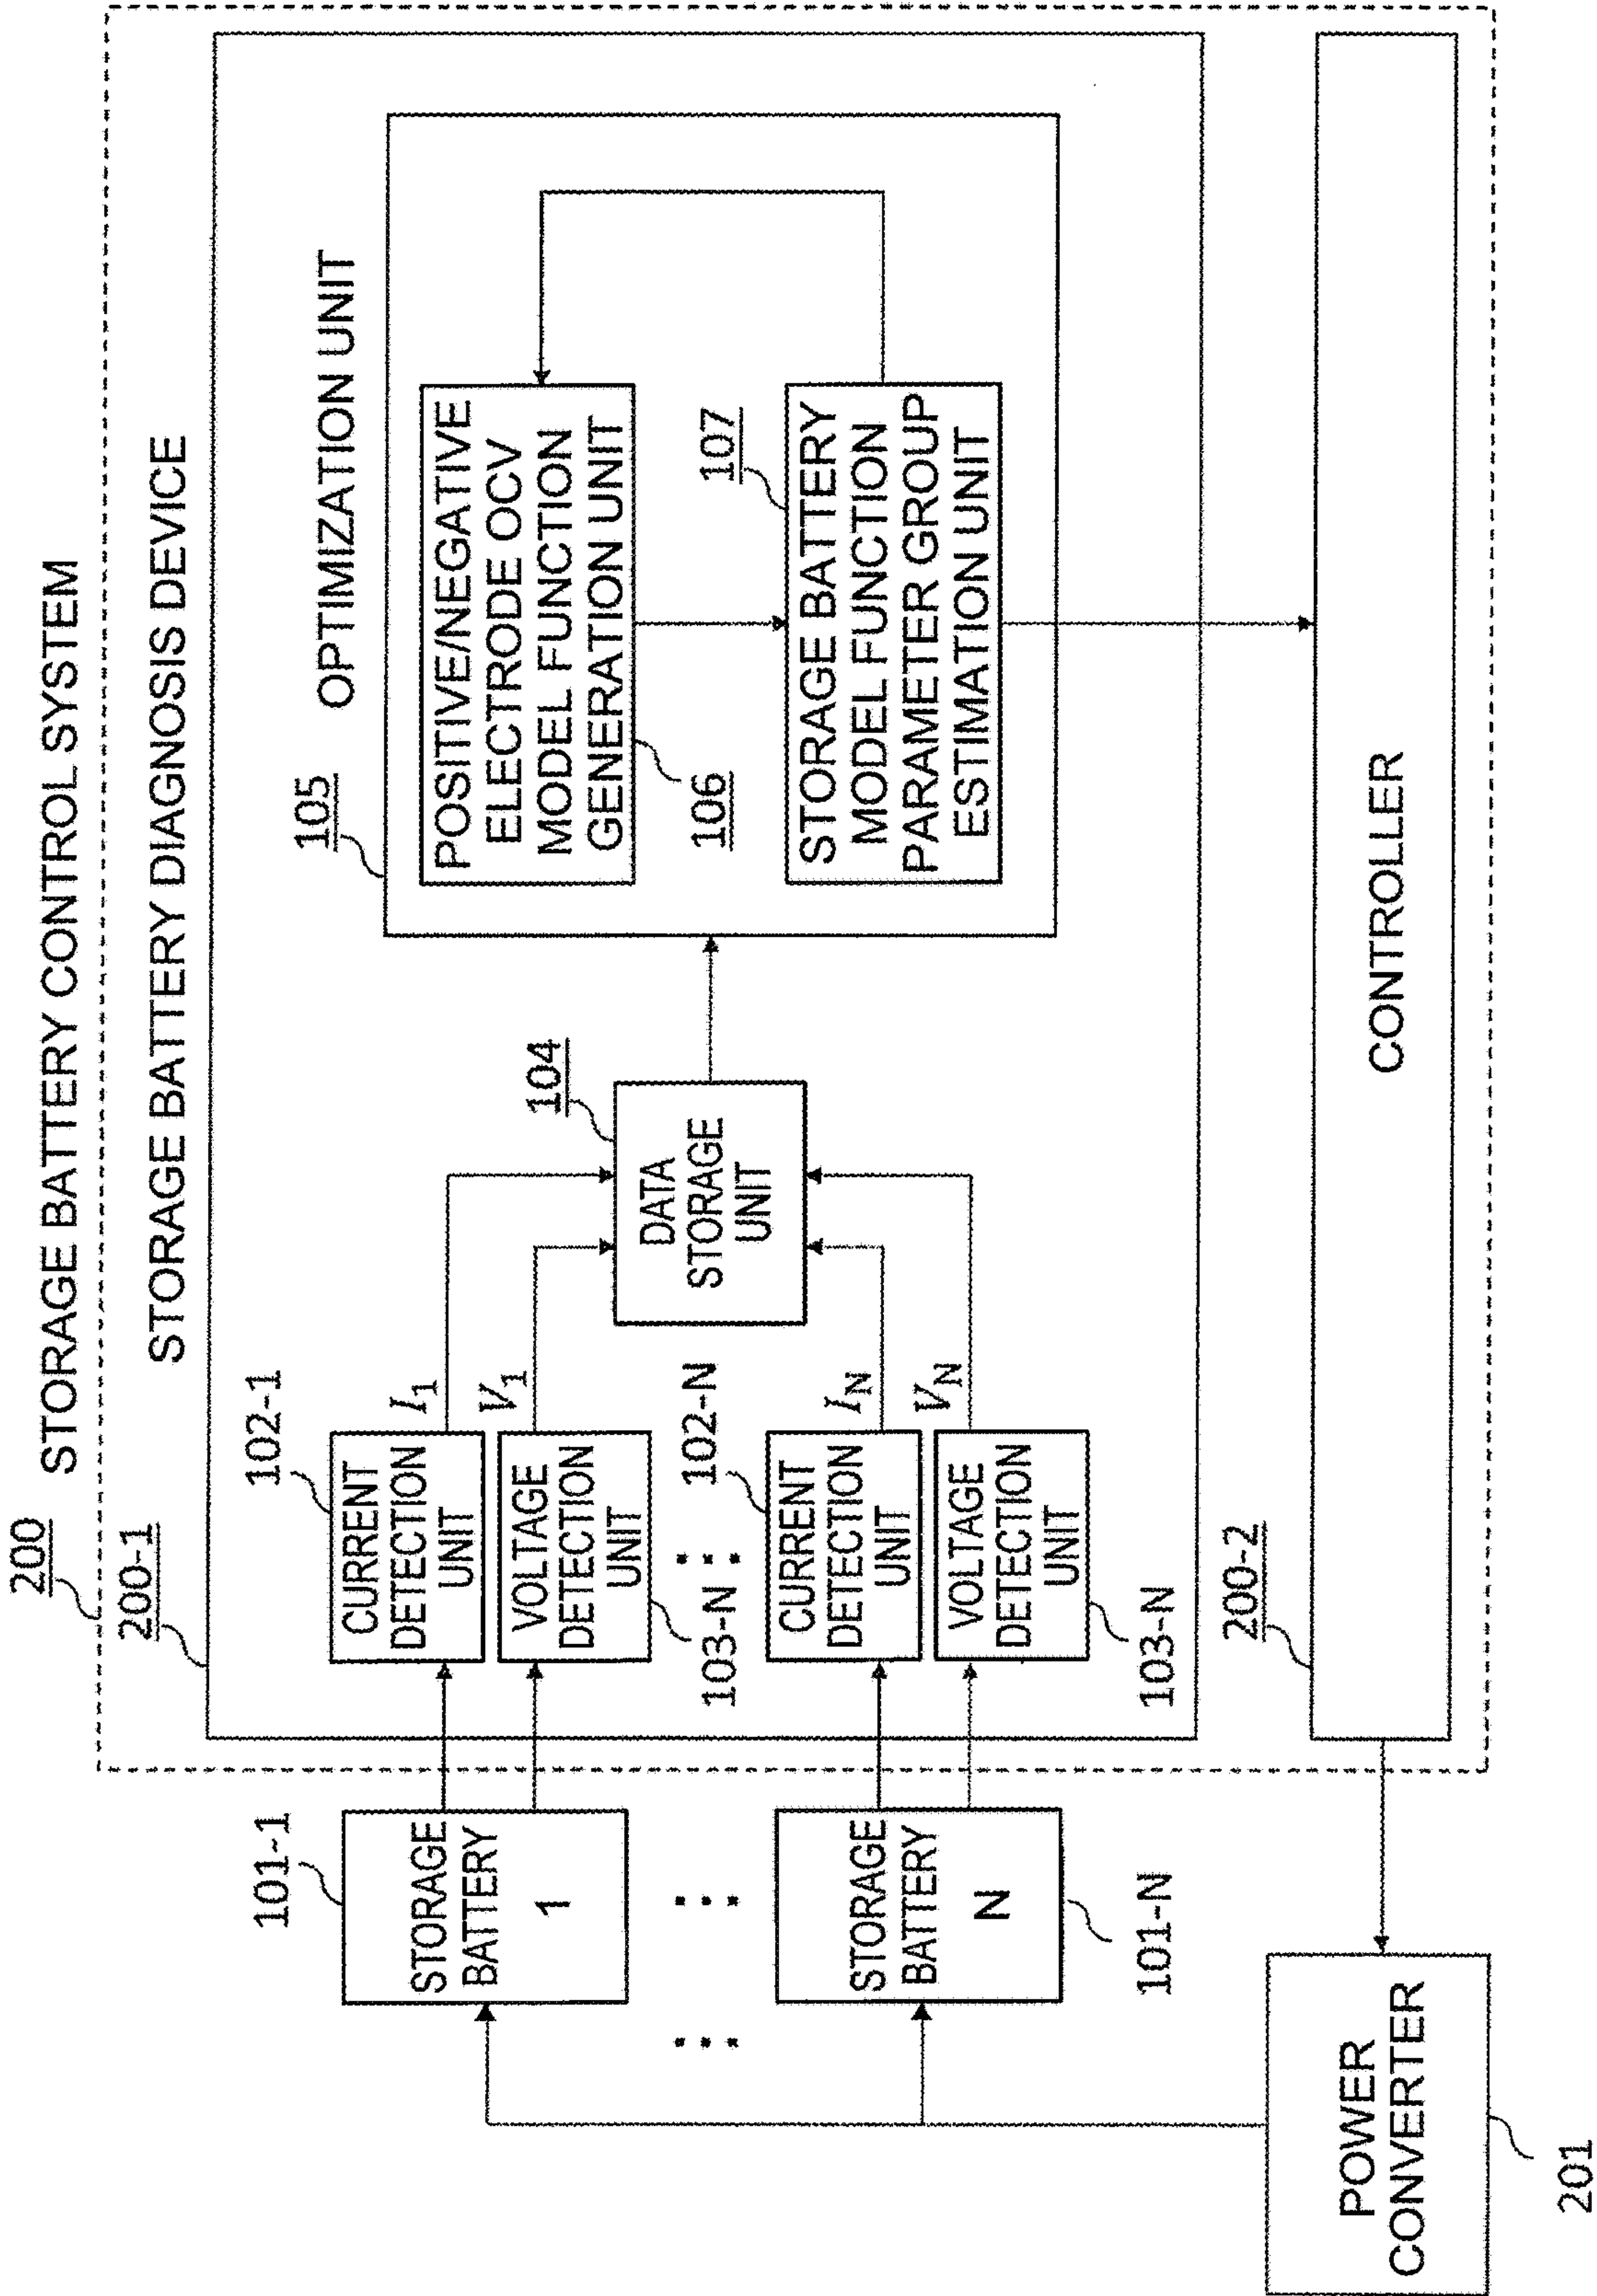 200
STORAGE BATTERY CONTROL SYSTEM
200-1
STORAGE BATTERY DIAGNOSIS DEVICE
105
OPTIMIZATION UNIT
101-1
STORAGE
BATTERY
1
102-1
CURRENT
DETECTION
UNIT
I1
VOLTAGE
DETECTION
UNIT
V1
103-N
104
DATA
STORAGE
UNIT
POSITIVE/NEGATIVE
ELECTRODE OCV
MODEL FUNCTION
GENERATION UNIT
106
107
STORAGE BATTERY
MODEL FUNCTION
PARAMETER GROUP
ESTIMATION UNIT
STORAGE
BATTERY
N
101-N
102-N
CURRENT
DETECTION
UNIT
IN
VOLTAGE
DETECTION
UNIT
VN
103-N
200-2
CONTROLLER
POWER
CONVERTER
201